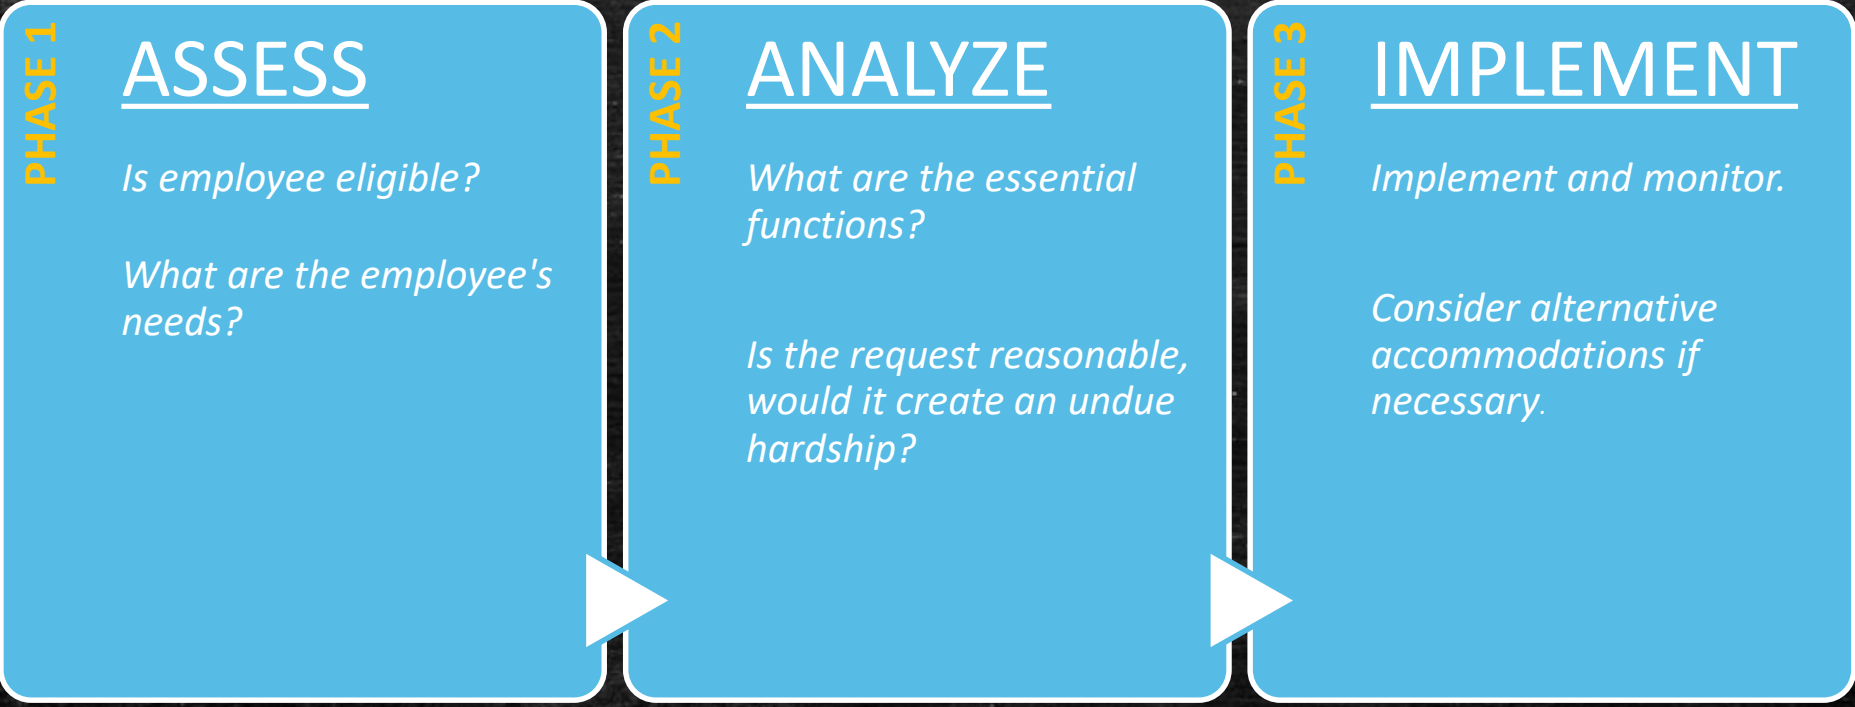 PHASE 1
ASSESS
Is employee eligible?
What are the employee's
needs?
PHASE 2
ANALYZE
What are the essential
functions?
Is the request reasonable,
would it create an undue
hardship?
PHASE 3
IMPLEMENT
Implement and monitor.
Consider alternative
accommodations if
necessary.